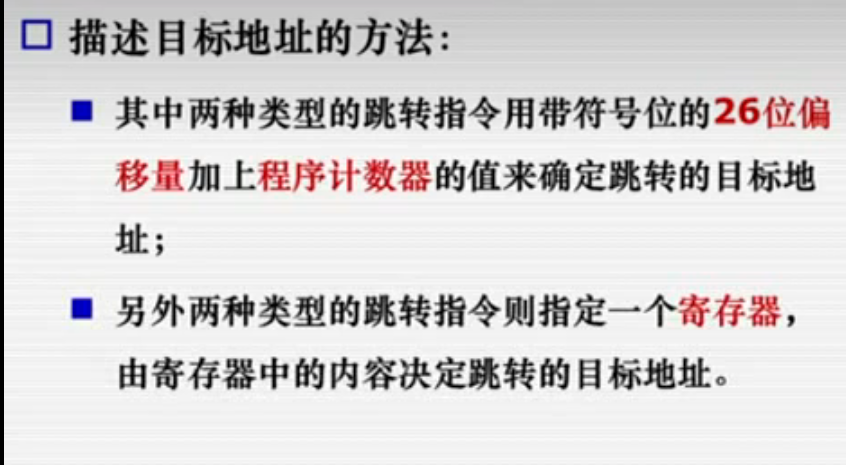 描述目标地址的方法：
其中两种类型的跳转指令用带符号位的26位偏
移量加上程序计数器的值来确定跳转的目标地
址；
另外两种类型的跳转指令则指定一个寄存器，
由寄存器中的内容决定跳转的目标地址。